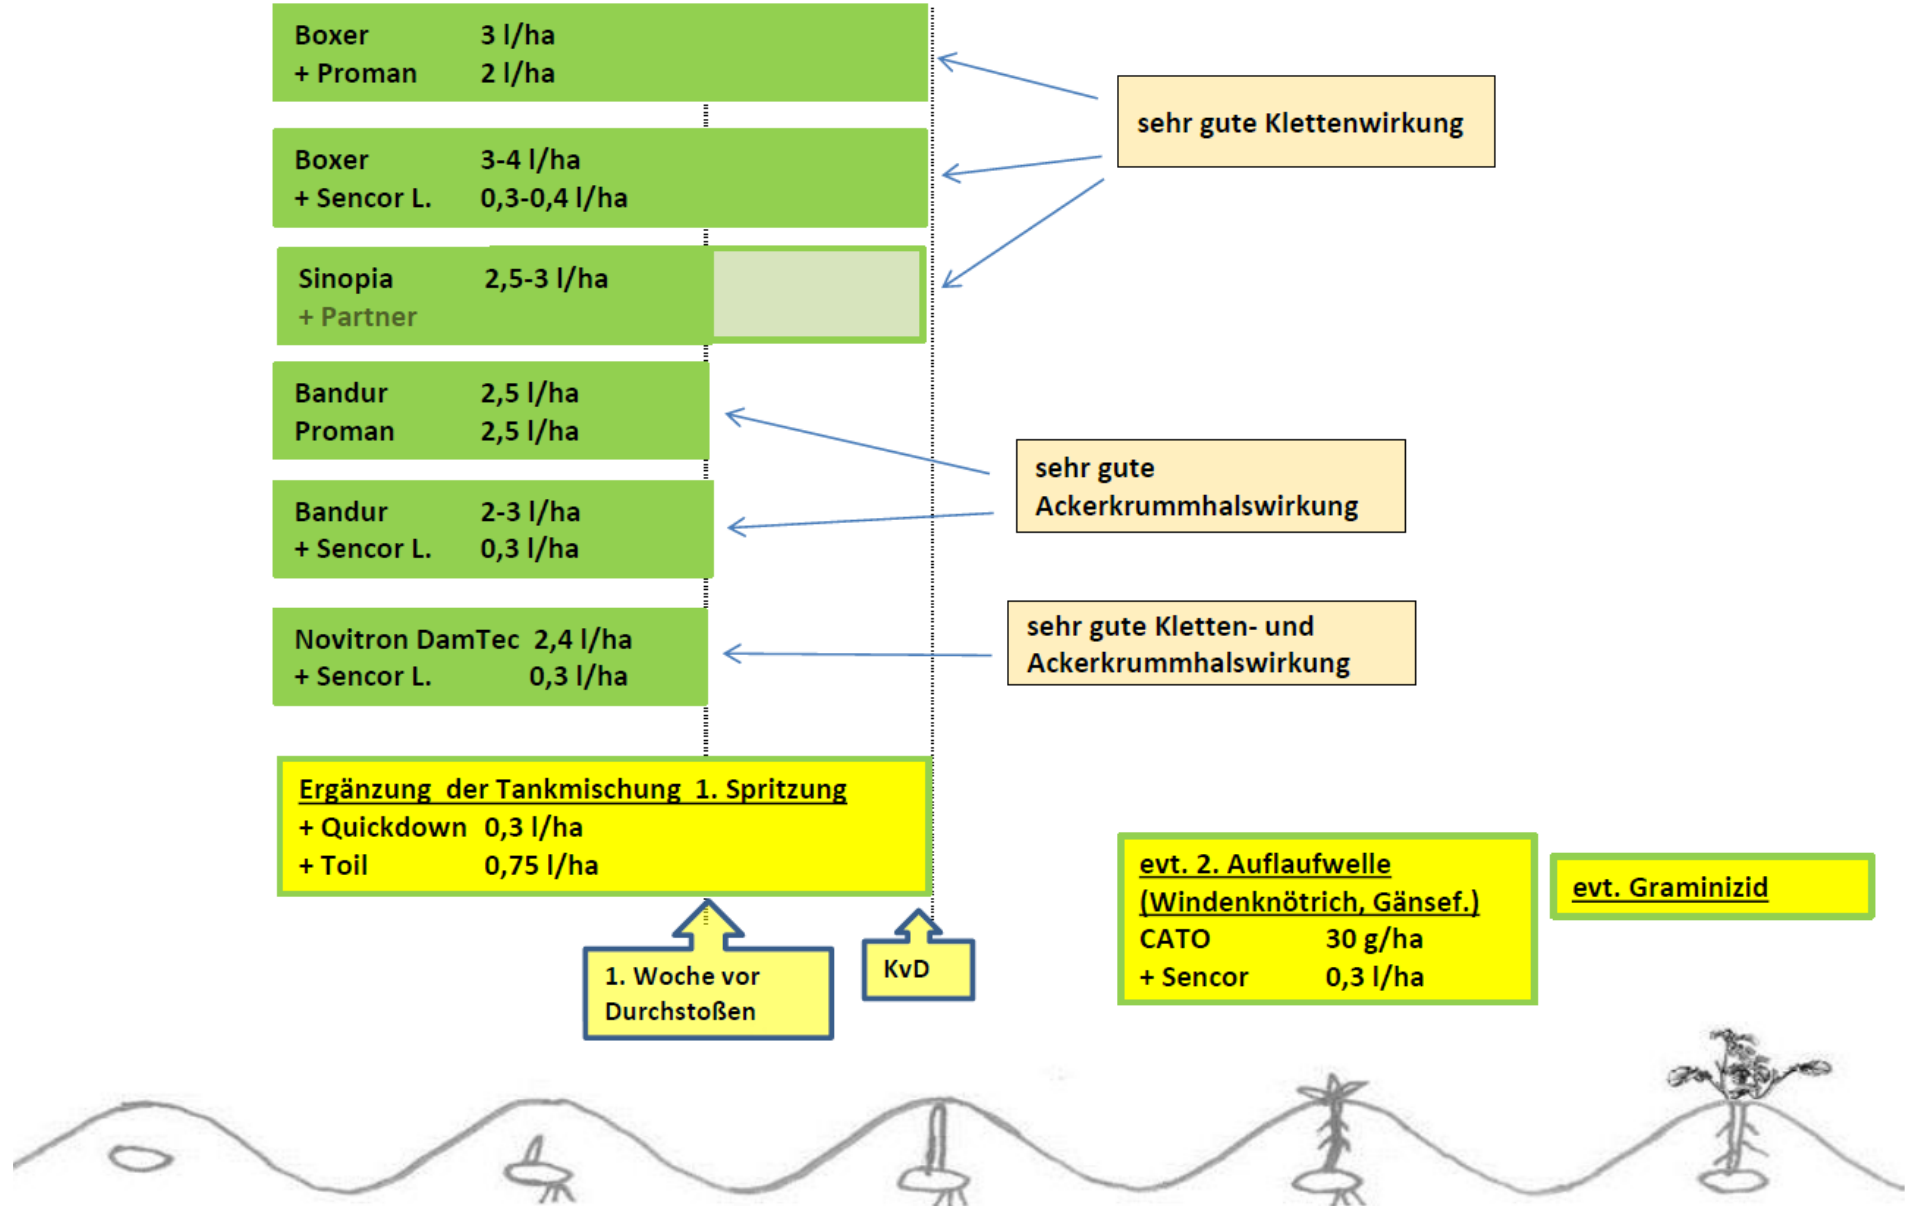 Boxer 3 l/ha
+ Proman 2 l/ha
sehr gute Klettenwirkung
Boxer 3-4 l/ha
+ Sencor L. 0,3-0,4 l/ha
Sinopia 2,5-3 l/ha
+ Partner
Bandur 2,5 l/ha
Proman 2,5 l/ha
sehr gute
Ackerkrummhalswirkung
Bandur 2-3 l/ha
+ Sencor L. 0,3 l/ha
Novitron DamTec 2,4 l/ha
+ Sencor L. 0,3 l/ha
sehr gute Kletten- und
Ackerkrummhalswirkung
Ergänzung der Tankmischung 1. Spritzung
+ Quickdown 0,3 l/ha
+ Toil 0,75 l/ha
evt. 2. Auflaufwelle
(Windenknötrich, Gänsef.)
CATO 30 g/ha
+ Sencor 0,3 l/ha
evt. Graminizid
1. Woche vor
Durchstoßen
KvD